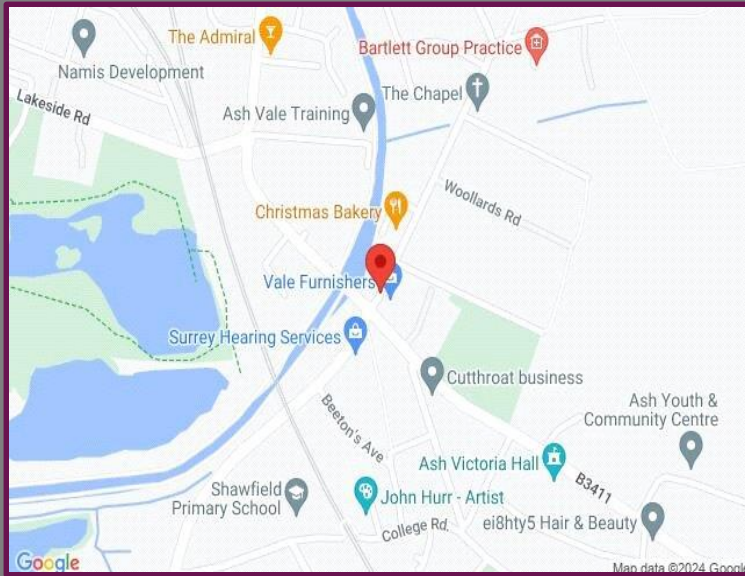 The Admiral
Bartlett Group Practice
Namis Development
The Chapel
Lakeside Rd
Ash Vale Training
Woollards Rd
Christmas Bakery
Vale Furnishers
Surrey Hearing Services
Cutthroat business
Beeton's Ave
Ash Youth &
Community Centre
Ash Victoria Hall
B3411
Shawfield
Primary School
John Hurr - Artist
College Rd
ei8hty5 Hair & Beauty
Google
Map data ©2024 Google